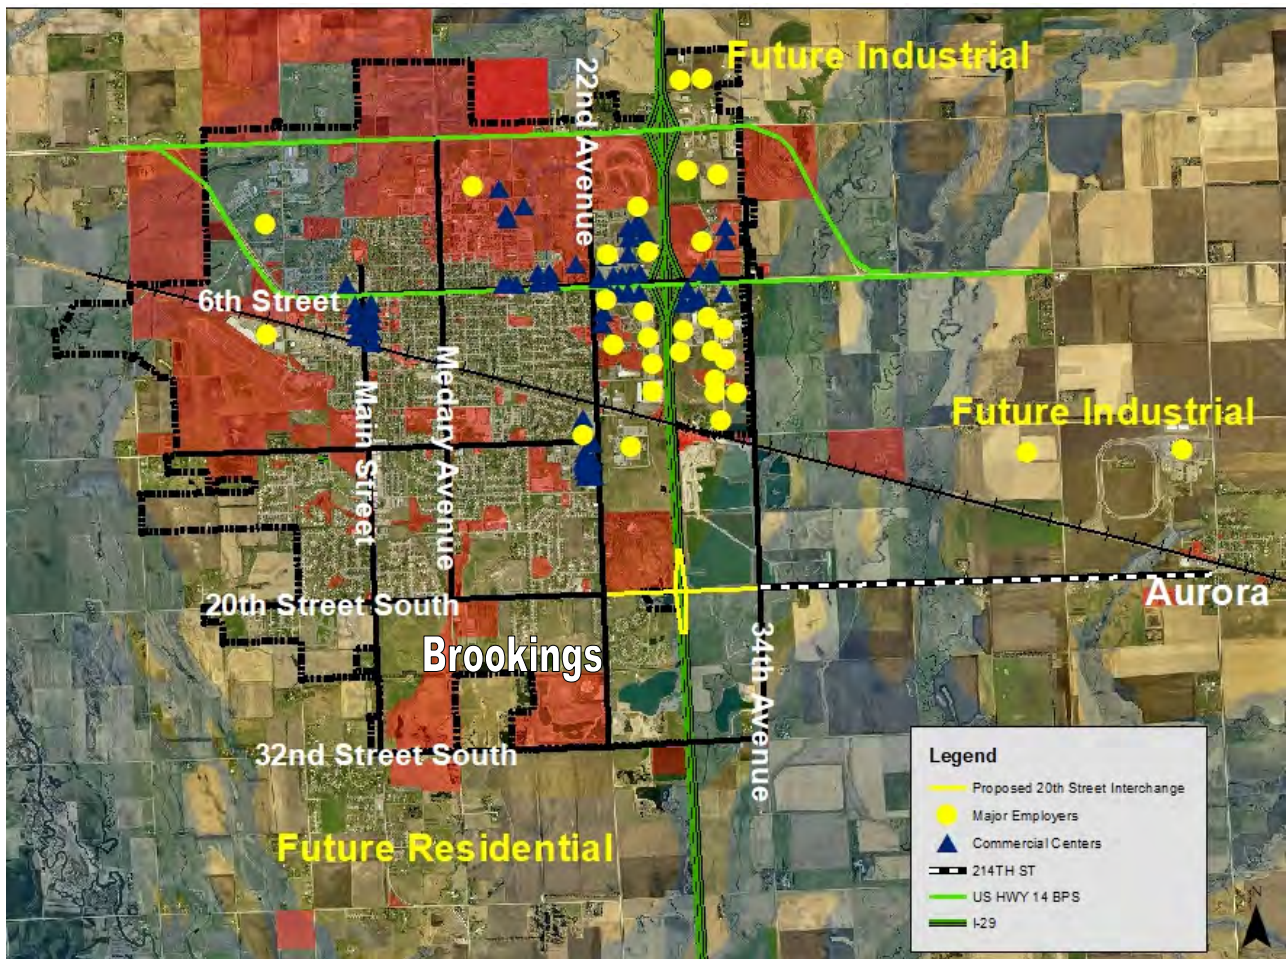 Future Industrial
22nd Avenue
6th Street
Medary Avenue
Main Street
Future Industrial
20th Street South
Aurora
Brookings
34th Avenue
32nd Street South
Future Residential
Legend
Proposed 20th Street Interchange
Major Employers
Commercial Centers
214TH ST
US HWY 14 BPS
I-29
N